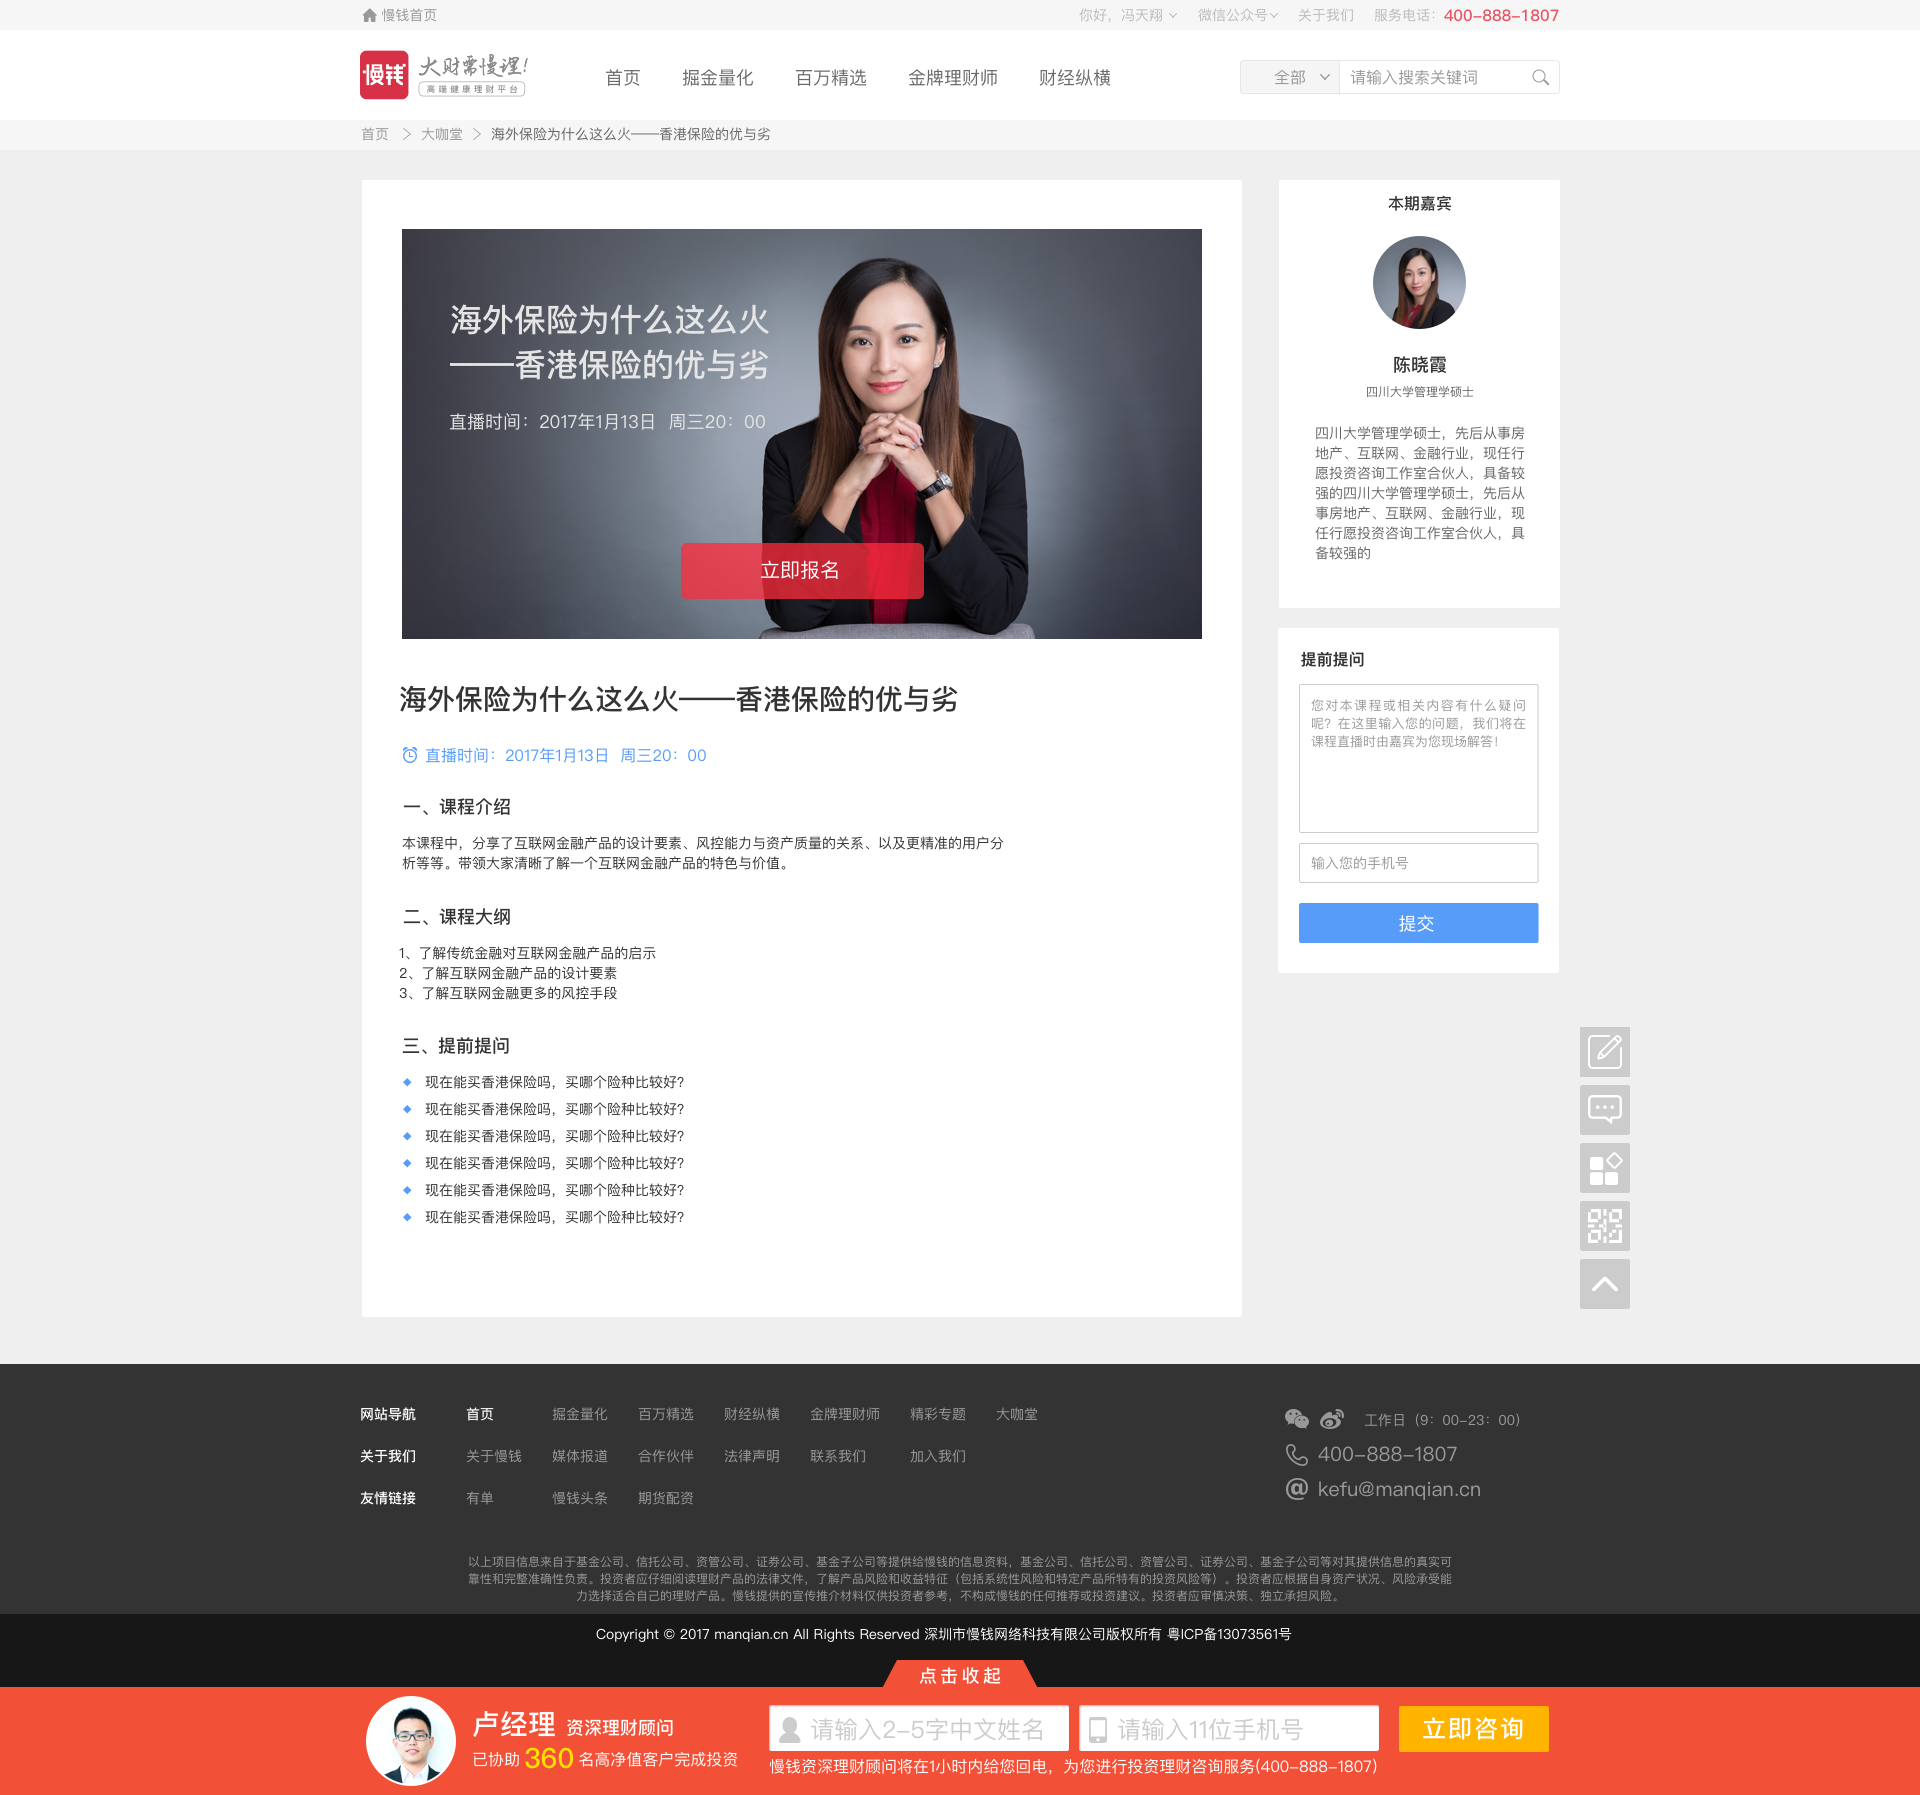 慢钱首页
你好，冯天翔
微信公众号
关于我们
服务电话：400-888-1807
慢钱
大财需慢理！
高端健康理财平台
首页
掘金量化
百万精选
金牌理财师
财经纵横
全部
请输入搜索关键词
首页 > 大咖堂 > 海外保险为什么这么火——香港保险的优与劣
海外保险为什么这么火
——香港保险的优与劣
直播时间：2017年1月13日 周三20：00
立即报名
海外保险为什么这么火——香港保险的优与劣
直播时间：2017年1月13日 周三20：00
一、课程介绍
本课程中，分享了互联网金融产品的设计要素、风控能力与资产质量的关系、以及更精准的用户分
析等等。带领大家清晰了解一个互联网金融产品的特色与价值。
二、课程大纲
1、了解传统金融对互联网金融产品的启示
2、了解互联网金融产品的设计要素
3、了解互联网金融更多的风控手段
三、提前提问
现在能买香港保险吗，买哪个险种比较好？
现在能买香港保险吗，买哪个险种比较好？
现在能买香港保险吗，买哪个险种比较好？
现在能买香港保险吗，买哪个险种比较好？
现在能买香港保险吗，买哪个险种比较好？
现在能买香港保险吗，买哪个险种比较好？
本期嘉宾
陈晓霞
四川大学管理学硕士
四川大学管理学硕士，先后从事房
地产、互联网、金融行业，现任行
愿投资咨询工作室合伙人，具备较
强的四川大学管理学硕士，先后从
事房地产、互联网、金融行业，现
任行愿投资咨询工作室合伙人，具
备较强的
提前提问
您对本课程或相关内容有什么疑问
呢？在这里输入您的问题，我们将在
课程直播时由嘉宾为您现场解答！
输入您的手机号
提交
网站导航 首页 掘金量化 百万精选 财经纵横 金牌理财师 精彩专题 大咖堂
关于我们 关于慢钱 媒体报道 合作伙伴 法律声明 联系我们 加入我们
友情链接 有单 慢钱头条 期货配资
工作日（9：00-23：00）
400-888-1807
kefu@manqian.cn
以上项目信息来自于基金公司、信托公司、资管公司、证券公司、基金子公司等提供给慢钱的信息资料，基金公司、信托公司、资管公司、证券公司、基金子公司等对其提供信息的真实可
靠性和完整准确性负责。投资者应仔细阅读理财产品的法律文件，了解产品风险和收益特征（包括系统性风险和特定产品所特有的投资风险等）。投资者应根据自身资产状况、风险承受能
力选择适合自己的理财产品。慢钱提供的宣传推介材料仅供投资者参考，不构成慢钱的任何推荐或投资建议。投资者应审慎决策、独立承担风险。
Copyright © 2017 manqian.cn All Rights Reserved 深圳市慢钱网络科技有限公司版权所有 粤ICP备13073561号
点击收起
卢经理 资深理财顾问
已协助 360 名高净值客户完成投资
请输入2-5字中文姓名
请输入11位手机号
立即咨询
慢钱资深理财顾问将在1小时内给您回电，为您进行投资理财咨询服务(400-888-1807)